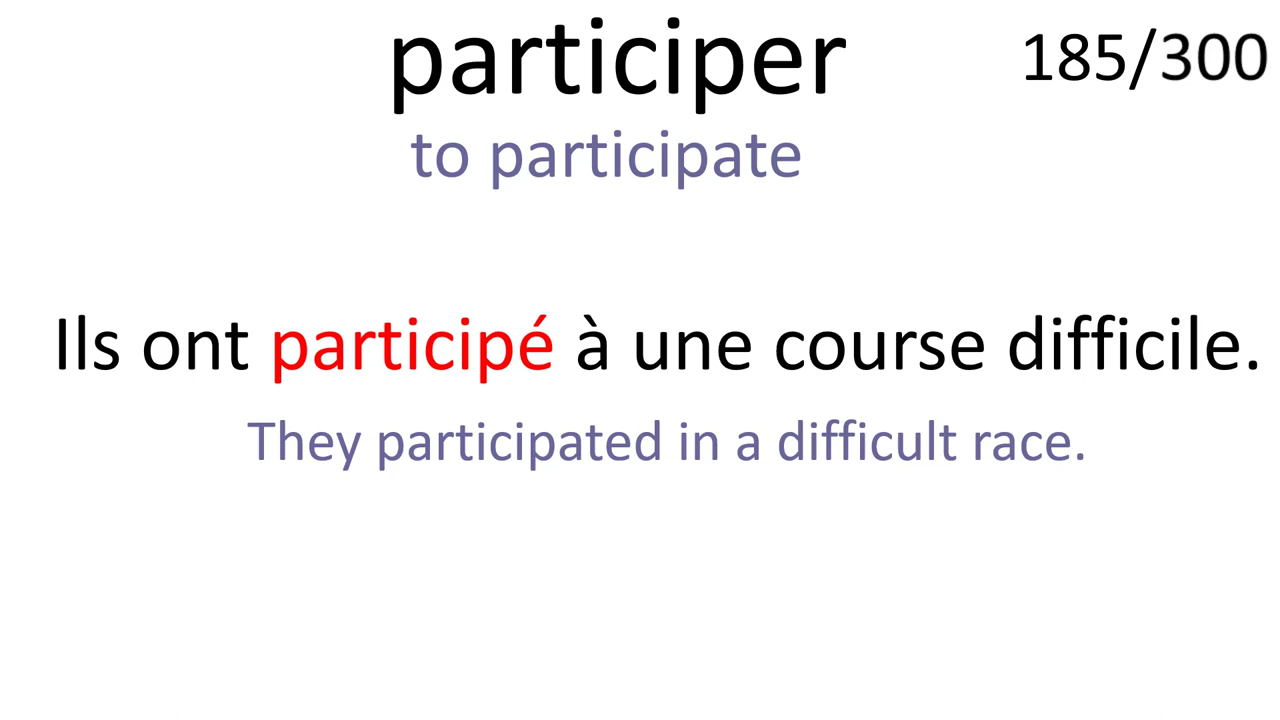 participer
185/300
to participate
Ils ont participé à une course difficile.
They participated in a difficult race.